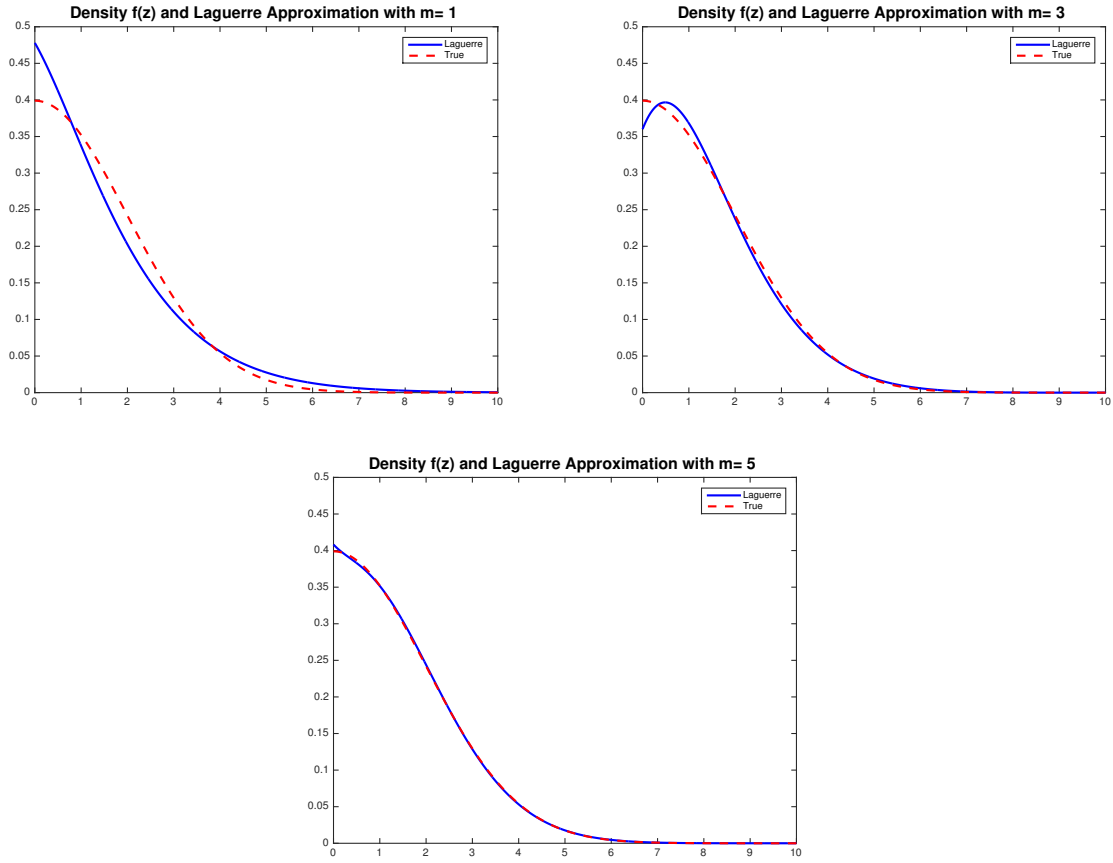 Density f(z) and Laguerre Approximation with m= 1
0.5
0.45
0.4
0.35
0.3
0.25
0.2
0.15
0.1
0.05
0
0 1 2 3 4 5 6 7 8 9 10
Laguerre
True
Density f(z) and Laguerre Approximation with m= 3
0.5
0.45
0.4
0.35
0.3
0.25
0.2
0.15
0.1
0.05
0
0 1 2 3 4 5 6 7 8 9 10
Laguerre
True
Density f(z) and Laguerre Approximation with m= 5
0.5
0.45
0.4
0.35
0.3
0.25
0.2
0.15
0.1
0.05
0
0 1 2 3 4 5 6 7 8 9 10
Laguerre
True